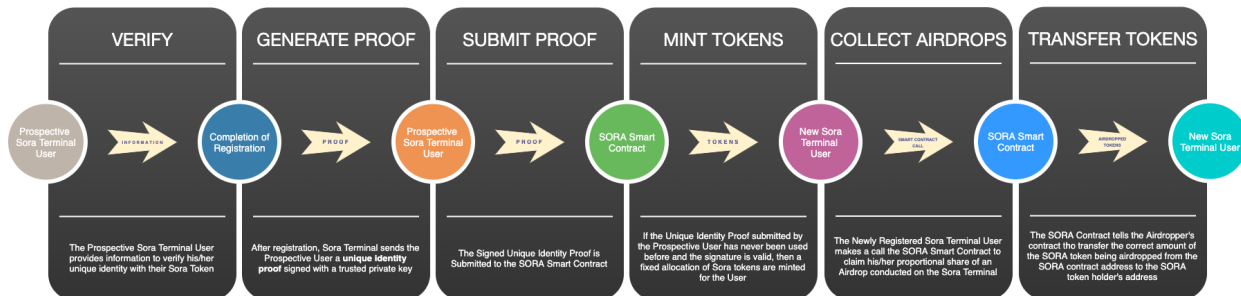 VERIFY
GENERATE PROOF
SUBMIT PROOF
MINT TOKENS
COLLECT AIRDROPS
TRANSFER TOKENS
Prospective
Sora Terminal
User
INFORMATION
Completion of
Registration
PROOF
Prospective
Sora Terminal
User
PROOF
SORA Smart
Contract
TOKENS
New Sora
Terminal
User
SMART CONTRACT
CALL
SORA Smart
Contract
AIRDROPPED
TOKENS
New Sora
Terminal User
The Prospective Sora Terminal User
provides information to verify his/her
unique identity with their Sora Token
After registration, Sora Terminal sends the
Prospective User a unique identity
proof signed with a trusted private key
The Signed Unique Identity Proof is
Submitted to the SORA Smart Contract
If the Unique Identity Proof submitted by
the Prospective User has never been used
before and the signature is valid, then a
fixed allocation of Sora tokens are minted
for the User
The Newly Registered Sora Terminal User
makes a call the SORA Smart Contract to
claim his/her proportional share of an
Airdrop conducted on the Sora Terminal
The SORA Contract tells the Airdropper's
contract tho transfer the correct amount of
the SORA token being airdropped from the
SORA contract address to the SORA
token holder's address